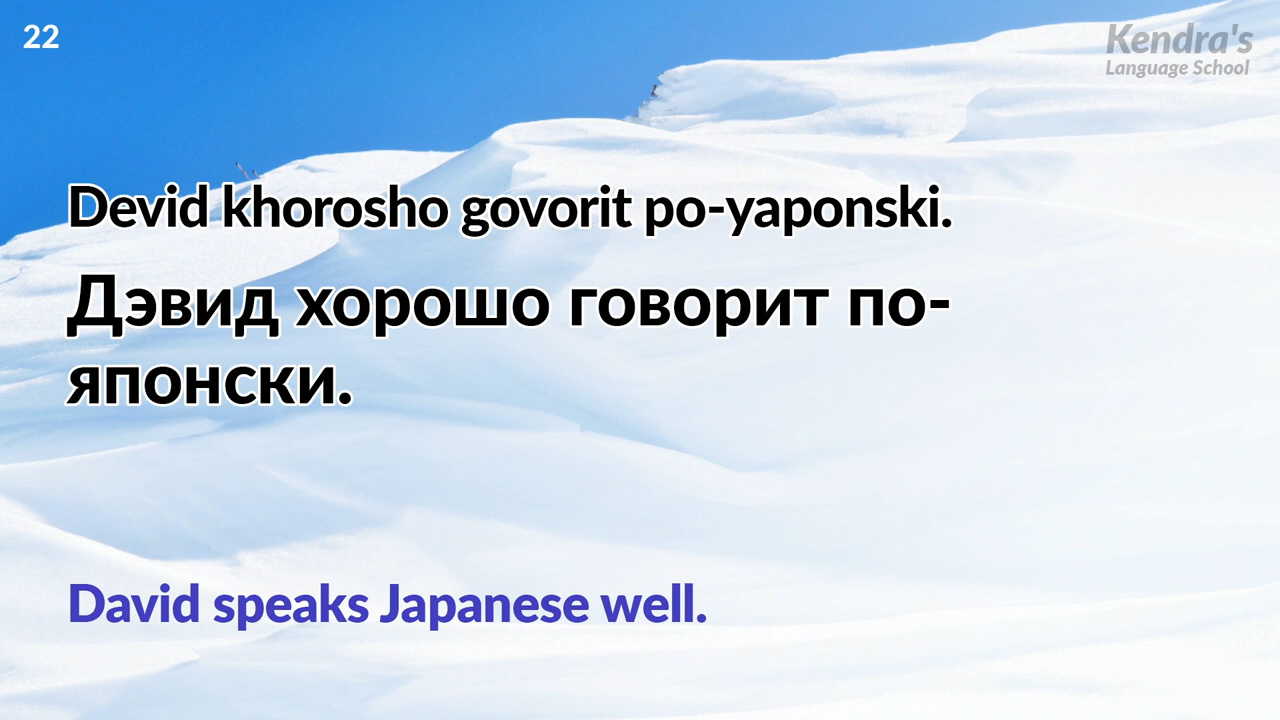 22
Kendra's
Language School
Devid khorosho govorit po-yaponski.
Дэвид хорошо говорит по-
японски.
David speaks Japanese well.